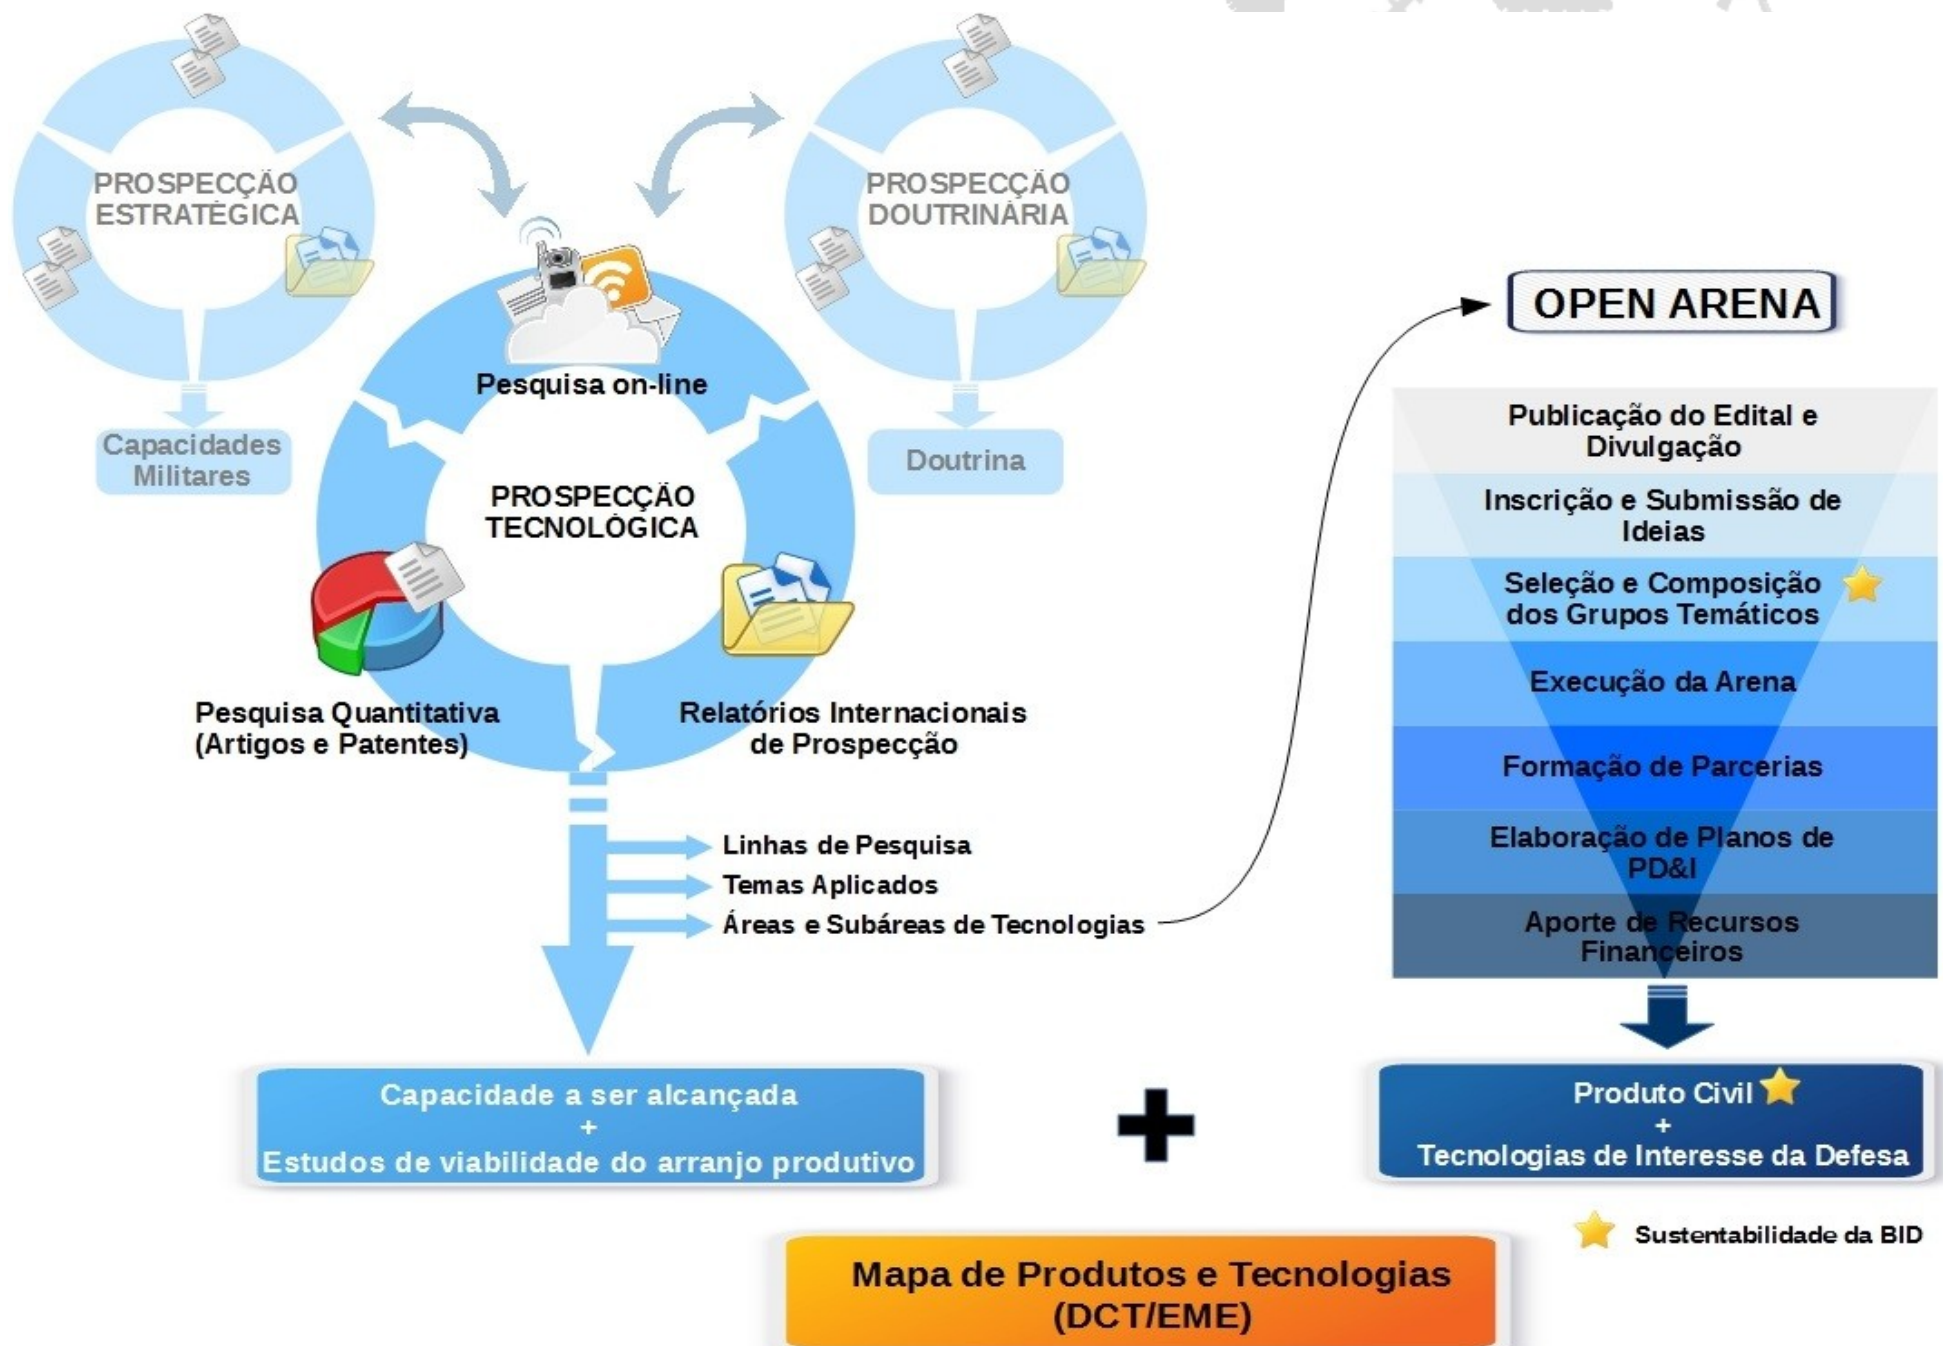 PROSPECÇÃO
ESTRATÉGICA
Capacidades
Militares
PROSPECÇÃO
DOUTRINÁRIA
Doutrina
Pesquisa on-line
PROSPECÇÃO
TECNOLÓGICA
Pesquisa Quantitativa
(Artigos e Patentes)
Relatórios Internacionais
de Prospecção
Linhas de Pesquisa
Temas Aplicados
Áreas e Subáreas de Tecnologias
Capacidade a ser alcançada
+
Estudos de viabilidade do arranjo produtivo
OPEN ARENA
Publicação do Edital e
Divulgação
Inscrição e Submissão de
Ideias
Seleção e Composição
dos Grupos Temáticos
Execução da Arena
Formação de Parcerias
Elaboração de Planos de
PD&I
Aporte de Recursos
Financeiros
Produto Civil
+
Tecnologias de Interesse da Defesa
Sustentabilidade da BID
Mapa de Produtos e Tecnologias
(DCT/EME)